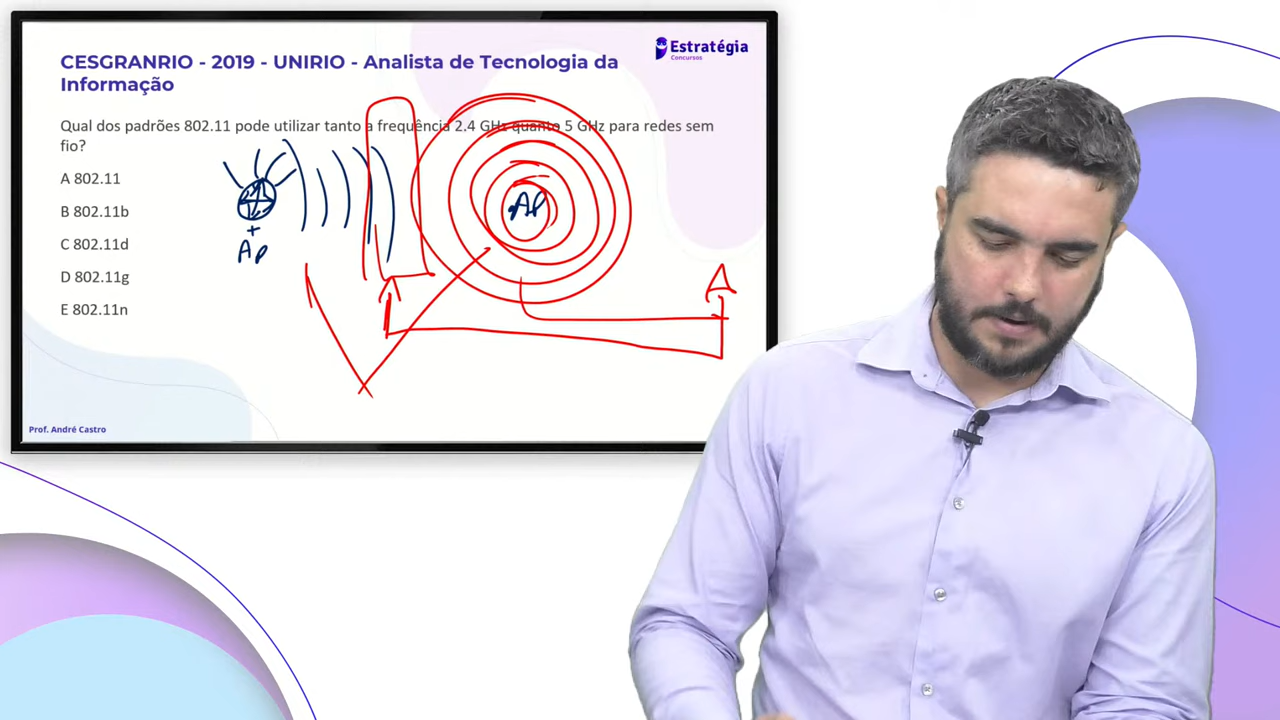 CESGRANRIO - 2019 - UNIRIO - Analista de Tecnologia da
Informação
Estratégia
Concursos
Qual dos padrões 802.11 pode utilizar tanto a frequência 2.4 GHz quanto 5 GHz para redes sem
fio?
A 802.11
B 802.11b
C 802.11d
D 802.11g
E 802.11n
AP
AP
Prof. André Castro